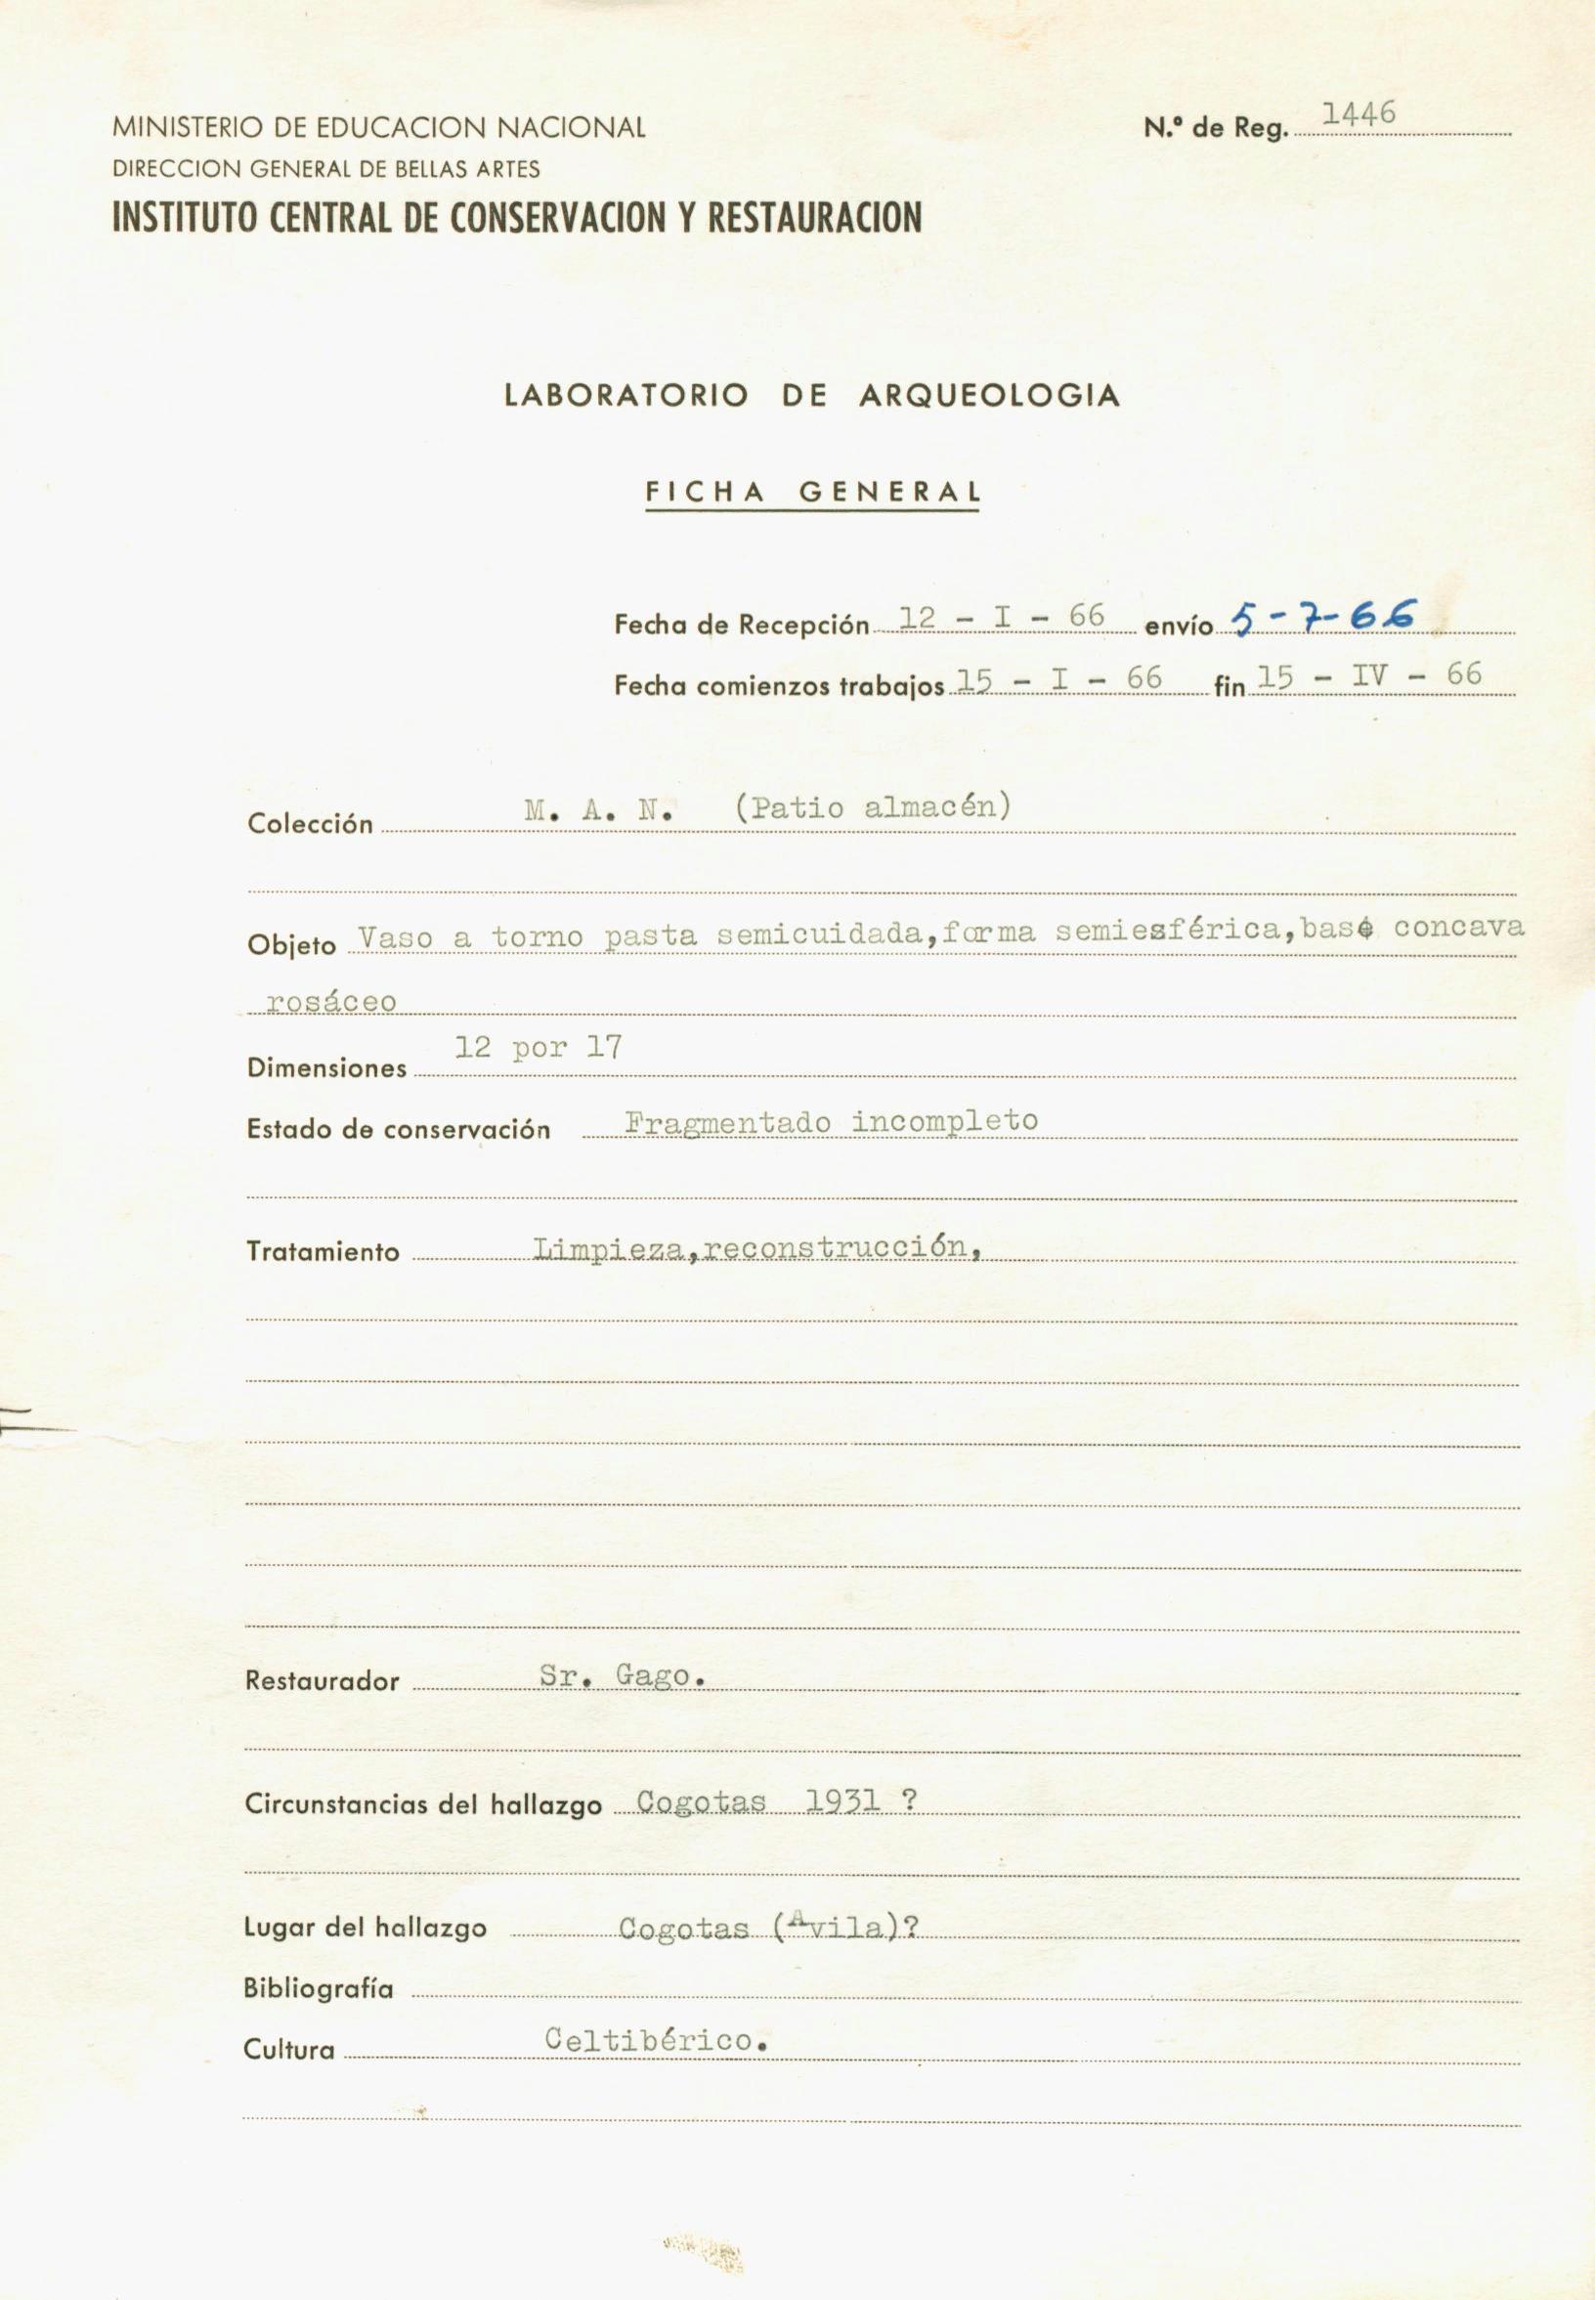 MINISTERIO DE EDUCACION NACIONAL
N.º de Reg. 1446
DIRECCION GENERAL DE BELLAS ARTES
INSTITUTO CENTRAL DE CONSERVACION Y RESTAURACION
LABORATORIO DE ARQUEOLOGIA
FICHA GENERAL
Fecha de Recepción 12 - I - 66 envío 5-7-66
Fecha comienzos trabajos 15 - I - 66 fin 15 - IV - 66
Colección M. A. N. (Patio almacén)
Objeto Vaso a torno pasta semicuidada,forma semiesférica,base concava
rosáceo
Dimensiones 12 por 17
Estado de conservación Fragmentado incompleto
Tratamiento Limpieza,reconstrucción,
Restaurador Sr. Gago.
Circunstancias del hallazgo Cogotas 1931 ?
Lugar del hallazgo Cogotas (Avila)?
Bibliografía
Cultura Celtibérico.